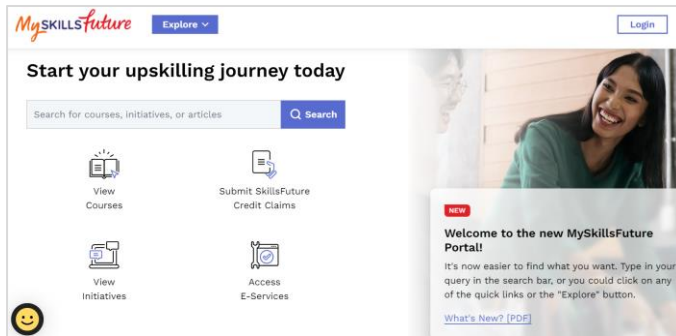 MySKILLSfuture
Explore
Login
Start your upskilling journey today
Search for courses, initiatives, or articles
Search
View
Courses
Submit SkillsFuture
Credit Claims
View
Initiatives
Access
E-Services
NEW
Welcome to the new MySkillsFuture
Portal!
It's now easier to find what you want. Type in your
query in the search bar, or you could click on any
of the quick links or the "Explore" button.
What's New? [PDF]